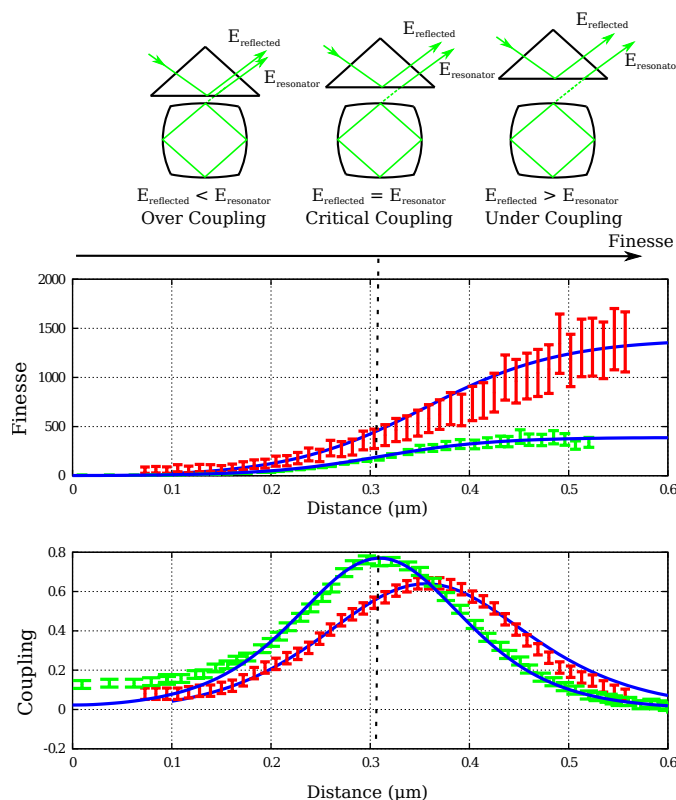 E_reflected
E_resonator
E_reflected
E_resonator
E_reflected
E_resonato
E_reflected < E_resonator
E_reflected = E_resonator
E_reflected > E_resonator
Over Coupling
Critical Coupling
Under Coupling
Finesse
2000
1500
1000
500
0
Finesse
0 0.1 0.2 0.3 0.4 0.5 0.6
Distance (μm)
0.8
0.6
0.4
0.2
0
-0.2
Coupling
0 0.1 0.2 0.3 0.4 0.5 0.6
Distance (μm)